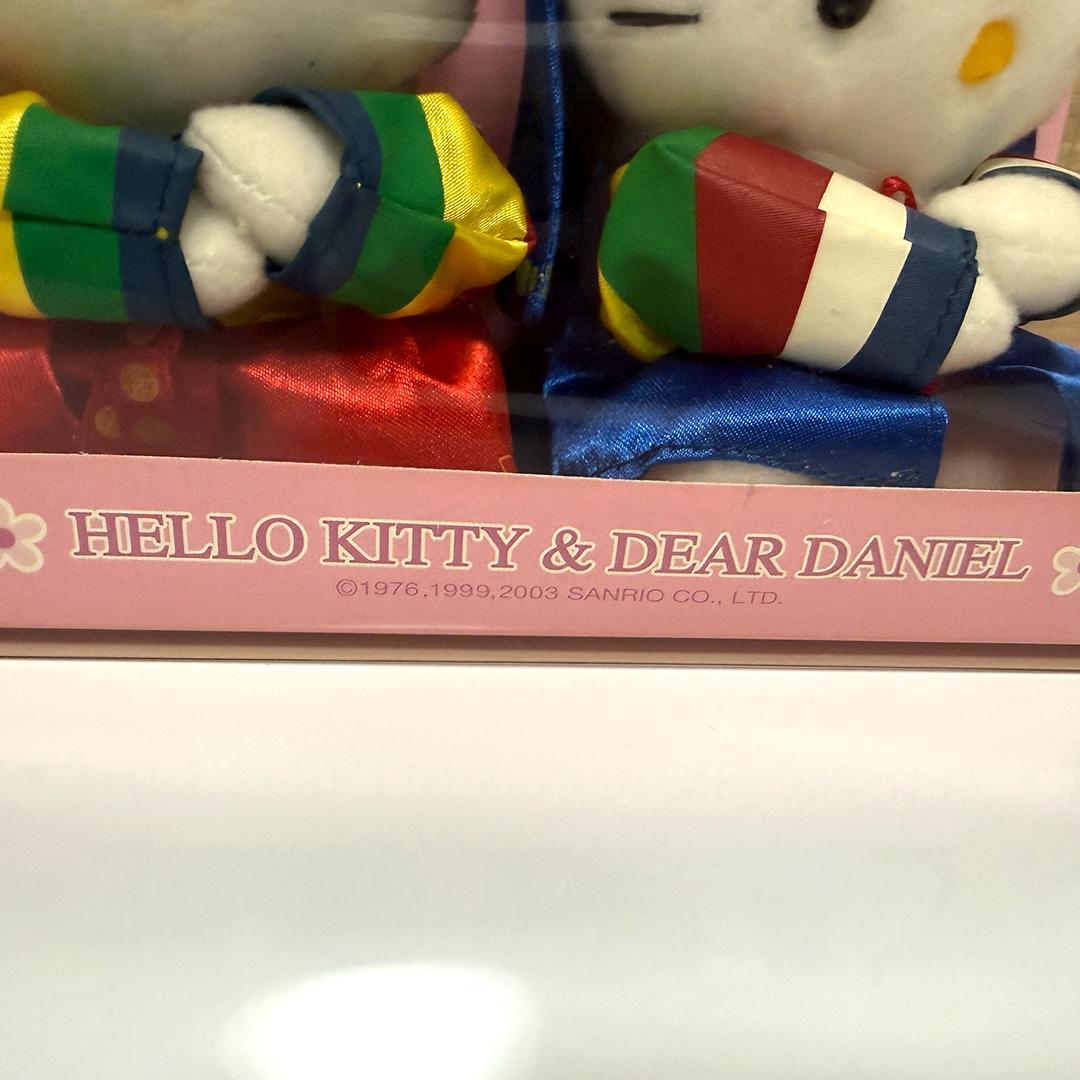 HELLO KITTY & DEAR DANIEL
©1976,1999,2003 SANRIO CO., LTD.